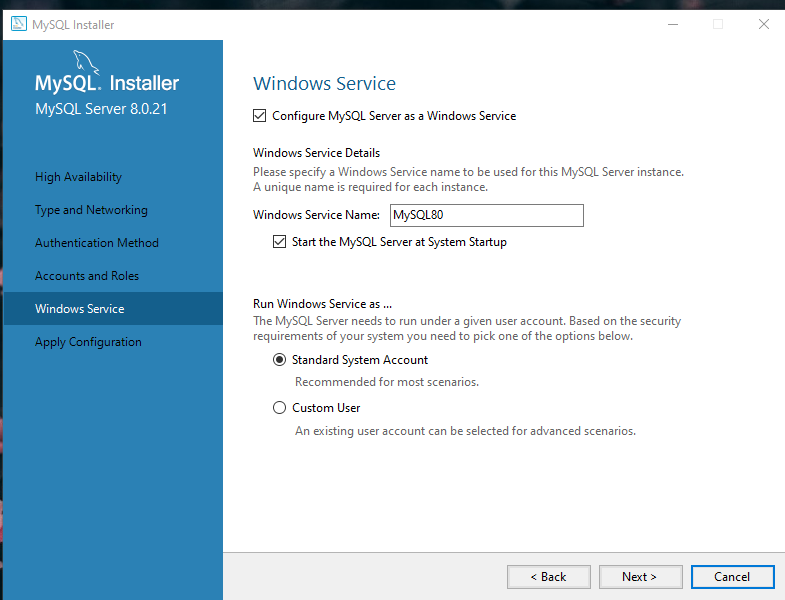 MySQL Installer
MySQL. Installer
MySQL Server 8.0.21
High Availability
Type and Networking
Authentication Method
Accounts and Roles
Windows Service
Apply Configuration
Windows Service
Configure MySQL Server as a Windows Service
Windows Service Details
Please specify a Windows Service name to be used for this MySQL Server instance.
A unique name is required for each instance.
Windows Service Name: MySQL80
Start the MySQL Server at System Startup
Run Windows Service as ...
The MySQL Server needs to run under a given user account. Based on the security
requirements of your system you need to pick one of the options below.
Standard System Account
Recommended for most scenarios.
Custom User
An existing user account can be selected for advanced scenarios.
< Back Next > Cancel